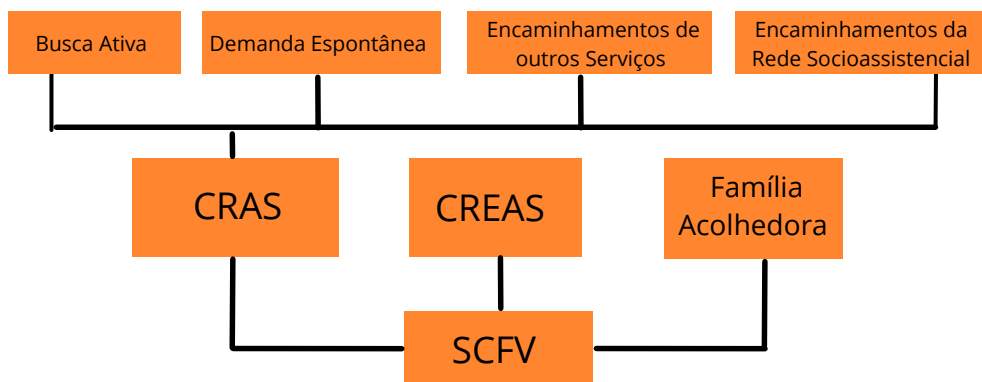 Busca Ativa
Demanda Espontânea
Encaminhamentos de
outros Serviços
Encaminhamentos da
Rede Socioassistencial
CRAS
CREAS
Família
Acolhedora
SCFV